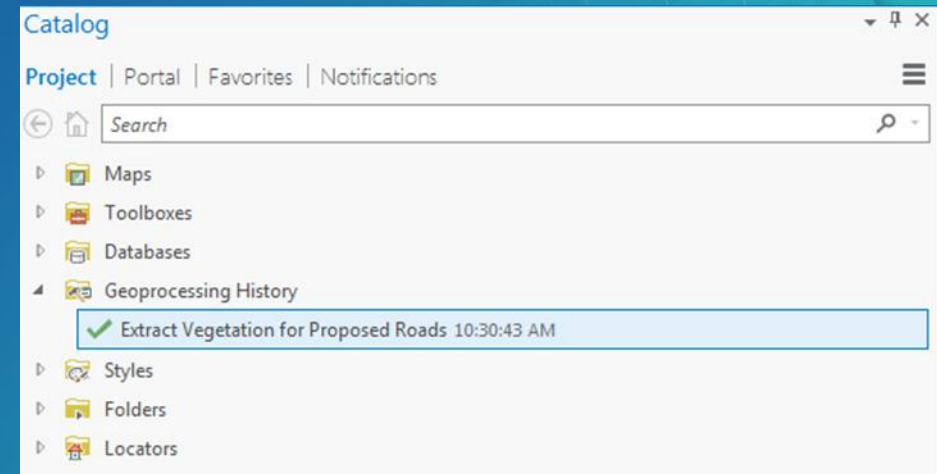 Catalog
Project | Portal | Favorites | Notifications
Search
Maps
Toolboxes
Databases
Geoprocessing History
Extract Vegetation for Proposed Roads 10:30:43 AM
Styles
Folders
Locators